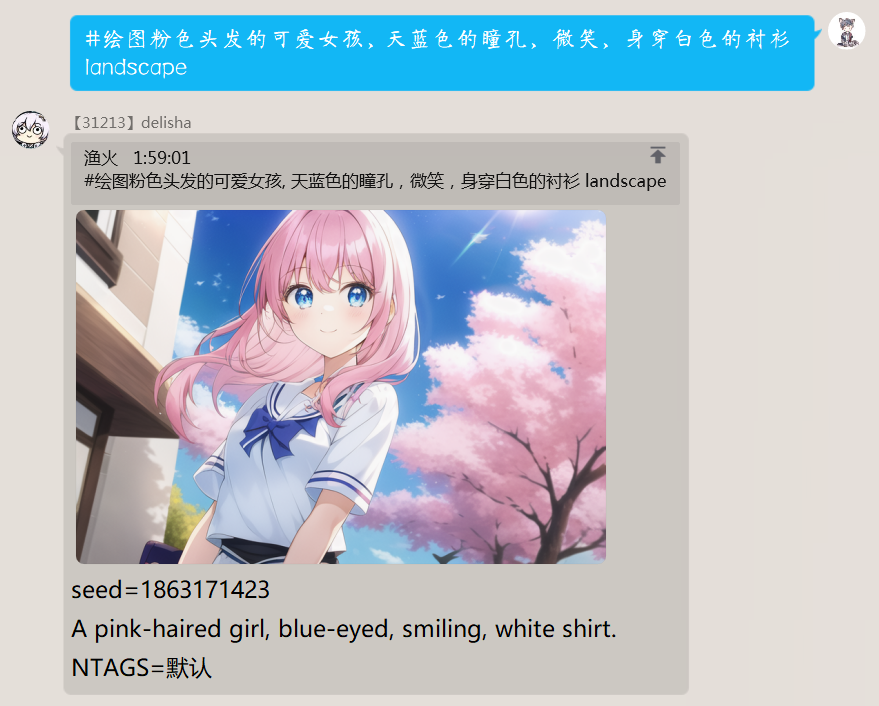 #绘图粉色头发的可爱女孩, 天蓝色的瞳孔, 微笑, 身穿白色的衬衫
landscape
【31213】delisha
渔火 1:59:01
#绘图粉色头发的可爱女孩, 天蓝色的瞳孔，微笑，身穿白色的衬衫 landscape
seed=1863171423
A pink-haired girl, blue-eyed, smiling, white shirt.
NTAGS=默认